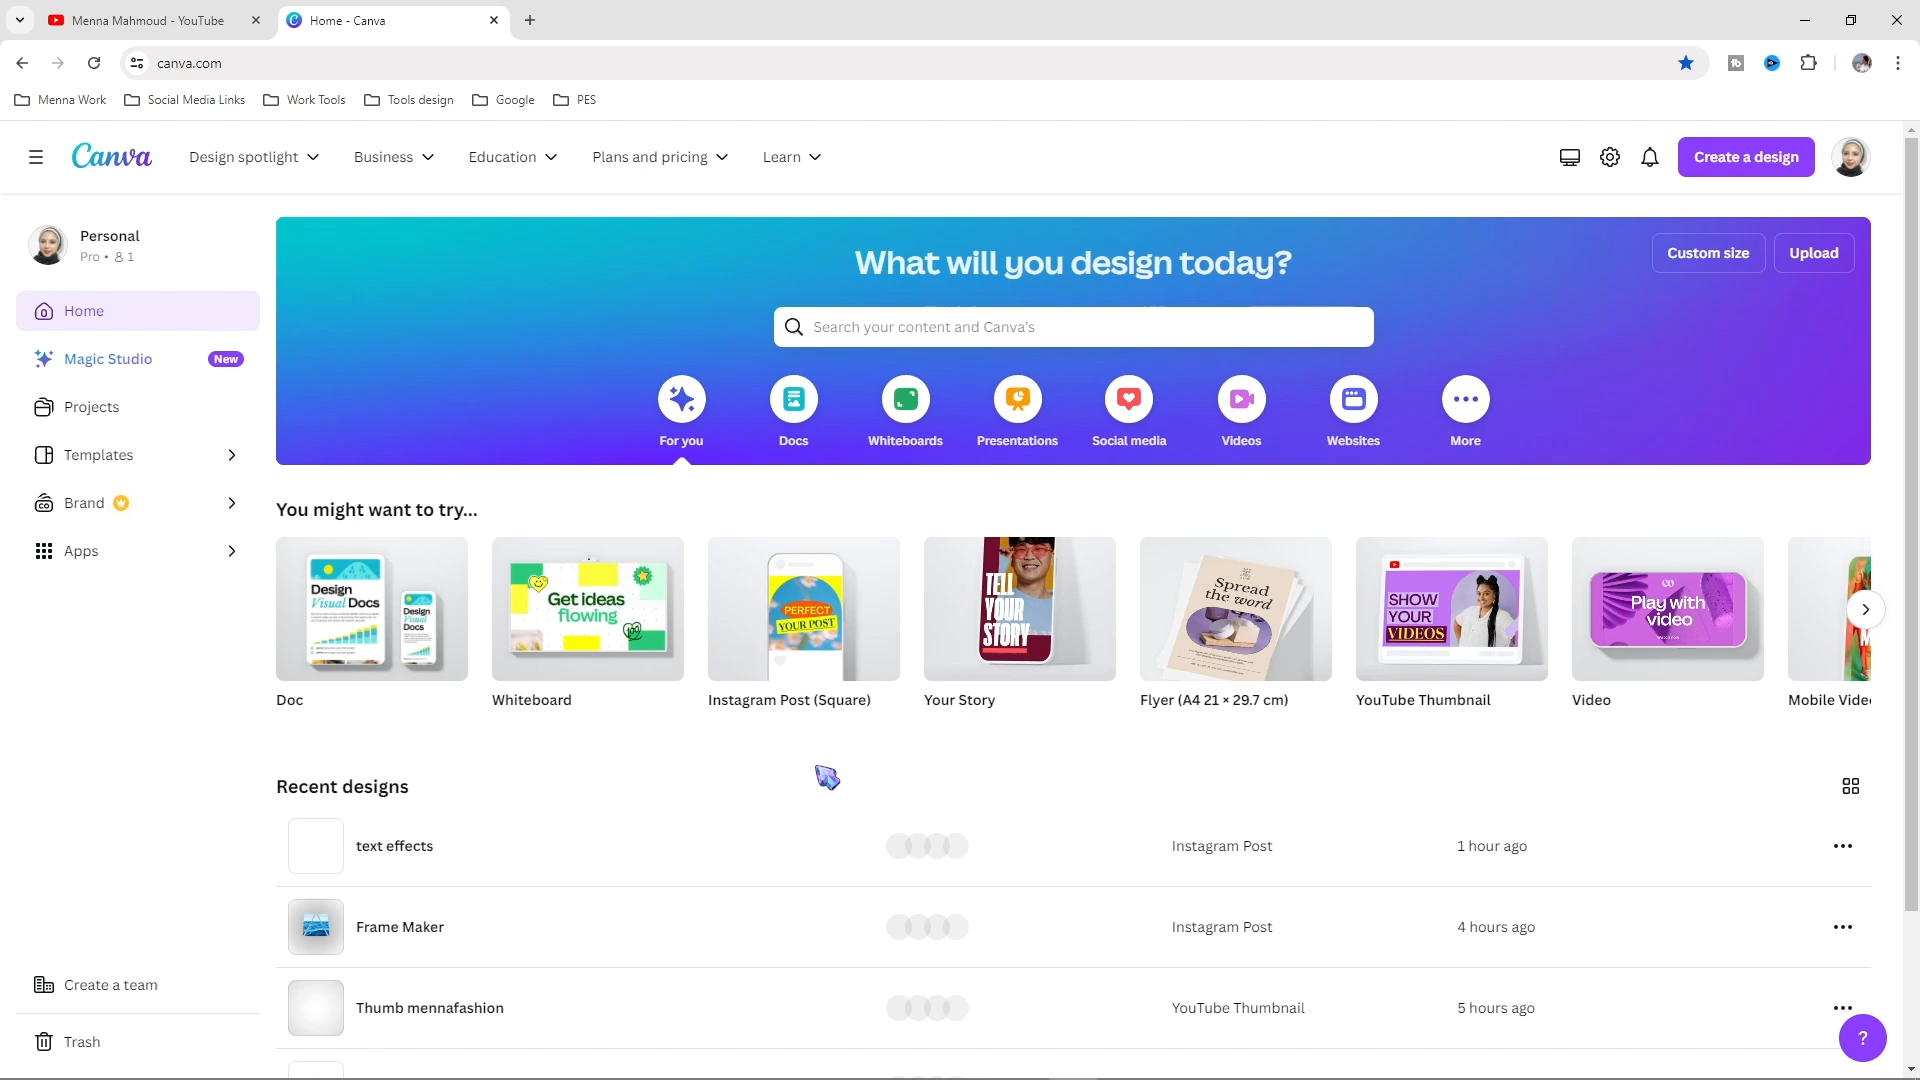 Menna Mahmoud - YouTube
Home - Canva
canva.com
Menna Work
Social Media Links
Work Tools
Tools design
Google
PES
Canva
Design spotlight
Business
Education
Plans and pricing
Learn
Create a design
Personal
Pro • 1
Home
Magic Studio
New
Projects
Templates
Brand
Apps
Create a team
Trash
What will you design today?
Custom size
Upload
Search your content and Canva's
For you
Docs
Whiteboards
Presentations
Social media
Videos
Websites
More
You might want to try...
Design
Visual Docs
Design
Visual Docs
Get ideas
flowing
PERFECT
YOUR POST
TELL
YOUR
STORY
Spread
the word
SHOW
YOUR
VIDEOS
Play with
video
Doc
Whiteboard
Instagram Post (Square)
Your Story
Flyer (A4 21 × 29.7 cm)
YouTube Thumbnail
Video
Mobile Vide
Recent designs
text effects
Instagram Post
1 hour ago
Frame Maker
Instagram Post
4 hours ago
Thumb mennafashion
YouTube Thumbnail
5 hours ago
?